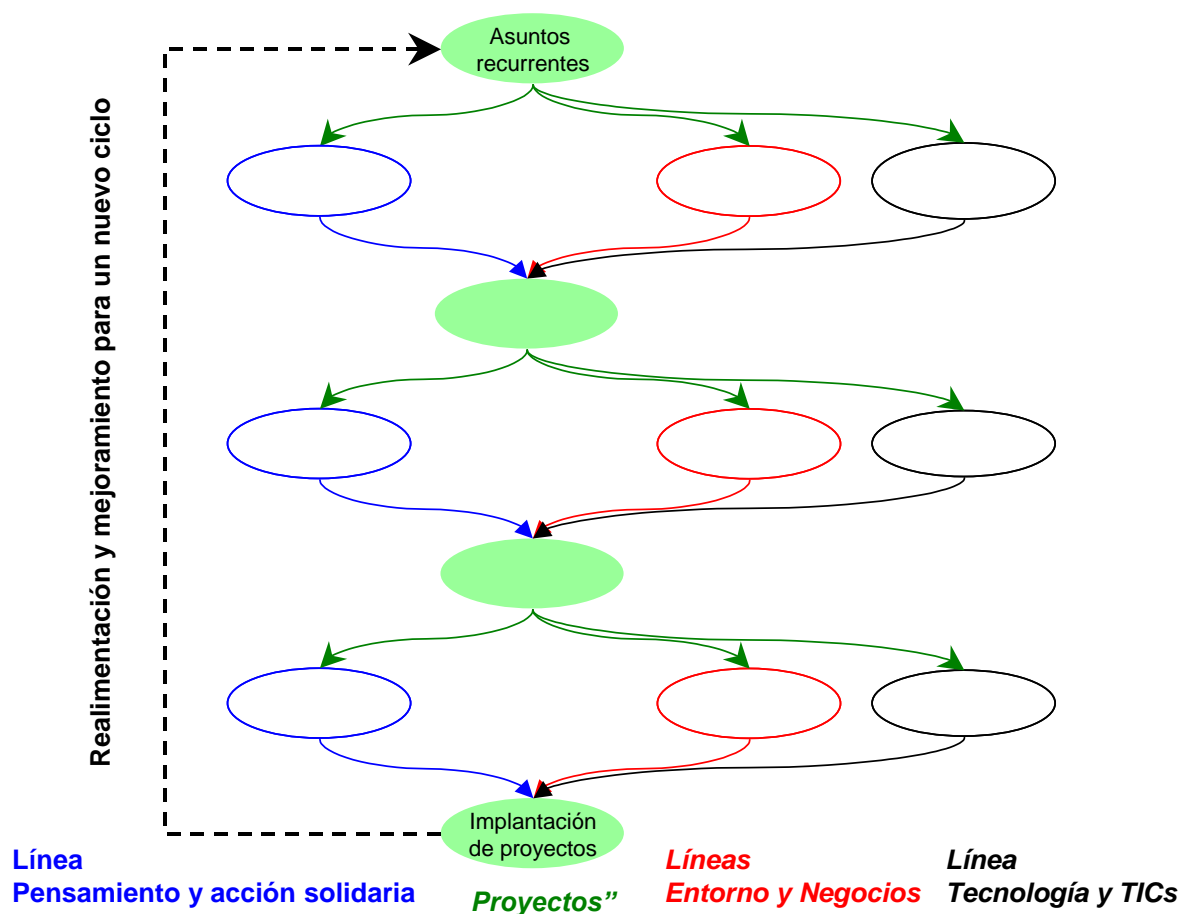 Asuntos
recurrentes
Realimentación y mejoramiento para un nuevo ciclo
Implantación
de proyectos
Línea
Pensamiento y acción solidaria
Proyectos”
Líneas
Entorno y Negocios
Línea
Tecnología y TICs